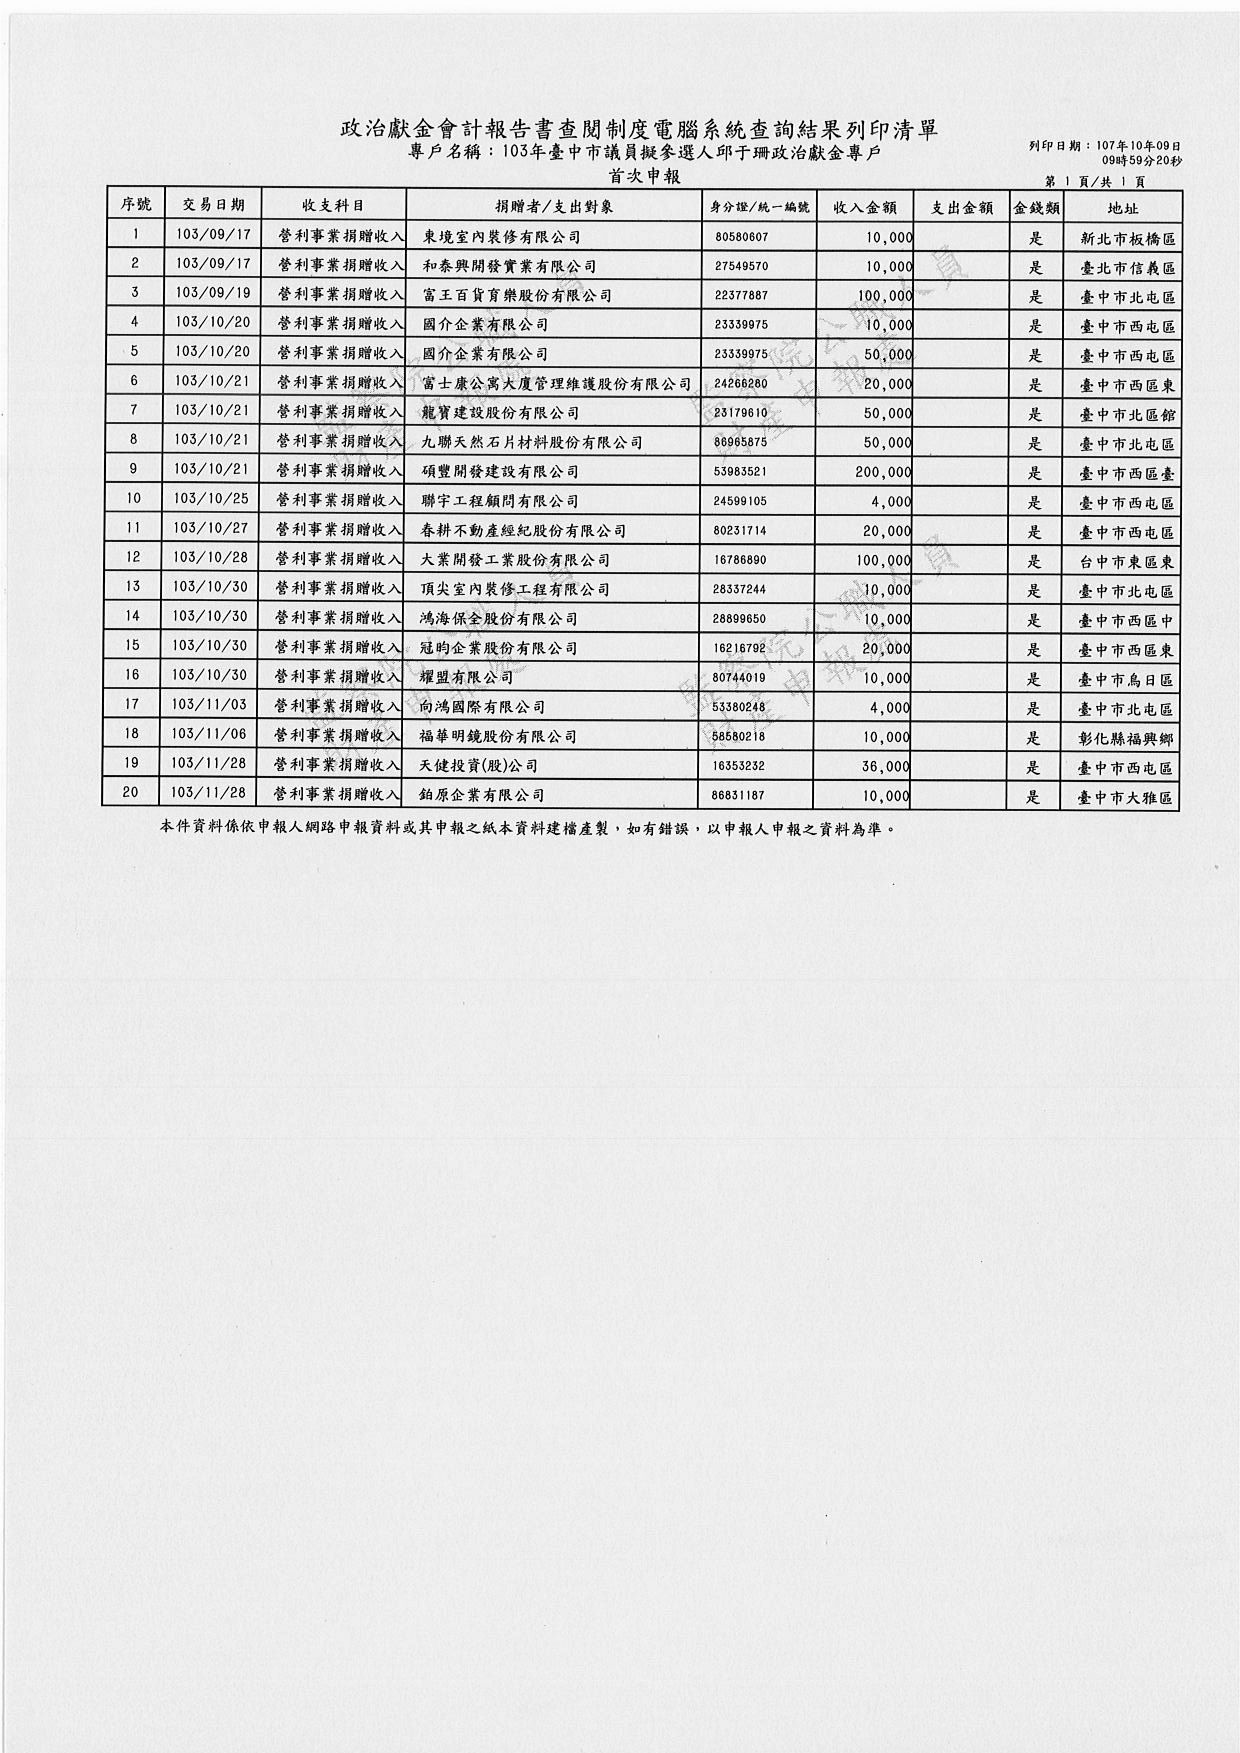 政治獻金會計報告書查閱制度電腦系統查詢結果列印清單
專戶名稱：103年臺中市議員擬參選人邱于珊政治獻金專戶
首次申報
列印日期：107年10年09日
09時59分20秒
第 1 頁/共 1 頁
序號 交易日期 收支科目 捐贈者/支出對象 身分證/統一編號 收入金額 支出金額 金錢類 地址
1 103/09/17 營利事業捐贈收入 東境室內裝修有限公司 80580607 10,000 是 新北市板橋區
2 103/09/17 營利事業捐贈收入 和泰興開發實業有限公司 27549570 10,000 是 臺北市信義區
3 103/09/19 營利事業捐贈收入 富王百貨育樂股份有限公司 22377887 100,000 是 臺中市北屯區
4 103/10/20 營利事業捐贈收入 國介企業有限公司 23339975 10,000 是 臺中市西屯區
5 103/10/20 營利事業捐贈收入 國介企業有限公司 23339975 50,000 是 臺中市西屯區
6 103/10/21 營利事業捐贈收入 富士康公寓大廈管理維護股份有限公司 24266280 20,000 是 臺中市西區東
7 103/10/21 營利事業捐贈收入 龍寶建設股份有限公司 23179610 50,000 是 臺中市北區館
8 103/10/21 營利事業捐贈收入 九聯天然石片材料股份有限公司 86965875 50,000 是 臺中市北屯區
9 103/10/21 營利事業捐贈收入 碩豐開發建設有限公司 53983521 200,000 是 臺中市西區臺
10 103/10/25 營利事業捐贈收入 聯宇工程顧問有限公司 24599105 4,000 是 臺中市西屯區
11 103/10/27 營利事業捐贈收入 春耕不動產經紀股份有限公司 80231714 20,000 是 臺中市西屯區
12 103/10/28 營利事業捐贈收入 大業開發工業股份有限公司 16786890 100,000 是 台中市東區東
13 103/10/30 營利事業捐贈收入 頂尖室內裝修工程有限公司 28337244 10,000 是 臺中市北屯區
14 103/10/30 營利事業捐贈收入 鴻海保全股份有限公司 28899650 10,000 是 臺中市西區中
15 103/10/30 營利事業捐贈收入 冠昀企業股份有限公司 16216792 20,000 是 臺中市西區東
16 103/10/30 營利事業捐贈收入 耀盟有限公司 80744019 10,000 是 臺中市烏日區
17 103/11/03 營利事業捐贈收入 向鴻國際有限公司 53380248 4,000 是 臺中市北屯區
18 103/11/06 營利事業捐贈收入 福華明鏡股份有限公司 58580218 10,000 是 彰化縣福興鄉
19 103/11/28 營利事業捐贈收入 天健投資(股)公司 16353232 36,000 是 臺中市西屯區
20 103/11/28 營利事業捐贈收入 鉑原企業有限公司 86831187 10,000 是 臺中市大雅區
本件資料係依申報人網路申報資料或其申報之紙本資料建檔產製，如有錯誤，以申報人申報之資料為準。
監察院公職人員
財產申報處
監察院公職人員
財產申報處
監察院公職人員
財產申報處
監察院公職人員
財產申報處